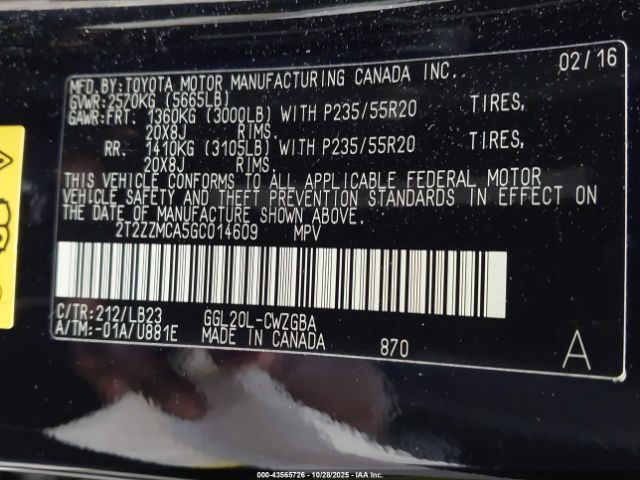 MFD.BY:TOYOTA MOTOR MANUFACTURING CANADA INC. 02/16
GVWR:2570KG (5665LB)
GAWR:FRT. 1360KG (3000LB) WITH P235/55R20 TIRES,
20X8J RIMS.
RR. 1410KG (3105LB) WITH P235/55R20 TIRES,
20X8J RIMS.
THIS VEHICLE CONFORMS TO ALL APPLICABLE FEDERAL MOTOR
VEHICLE SAFETY AND THEFT PREVENTION STANDARDS IN EFFECT ON
THE DATE OF MANUFACTURE SHOWN ABOVE.
2T2ZZMCA5GC014609 MPV
C/TR:212/LB23 GGL20L-CWZGBA
A/TM:-01A/U881E MADE IN CANADA 870 A
000-43565726 - 10/28/2025 - IAAI.COM